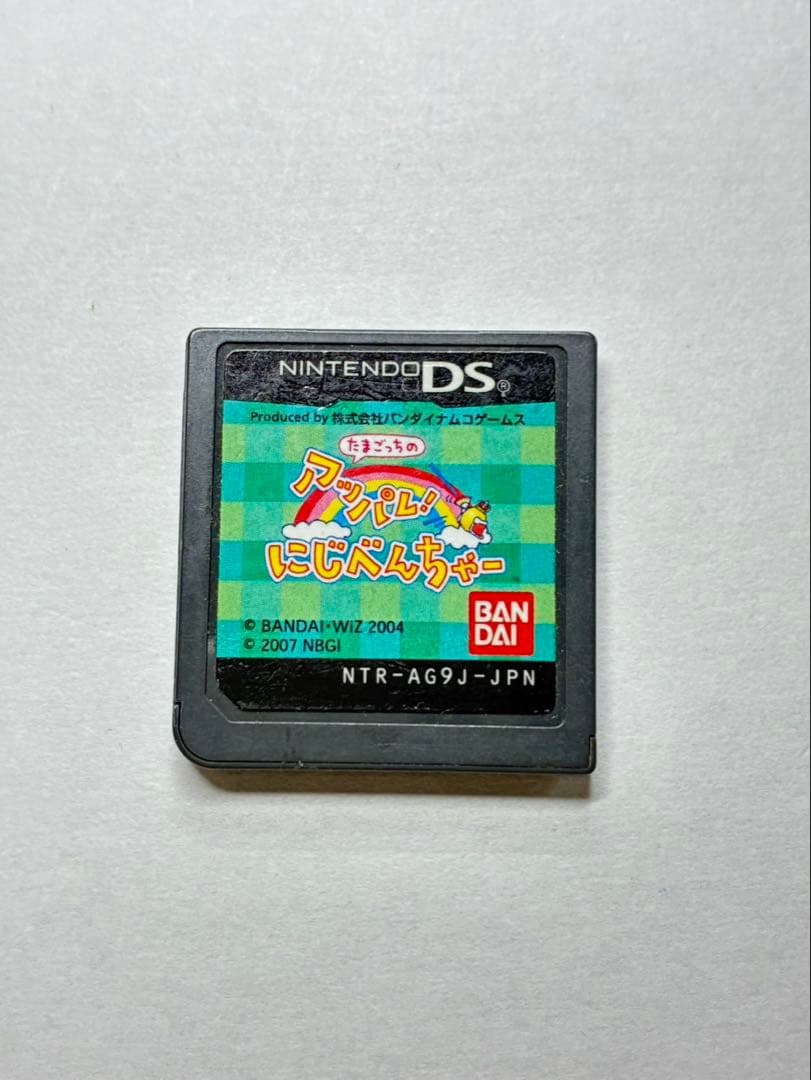 NINTENDO DS®
Produced by 株式会社バンダイナムコゲームス
たまごっちの
アッパレ!
にじべんちゃー
© BANDAI・WiZ 2004
© 2007 NBGI
BAN
DAI
NTR-AG9J-JPN